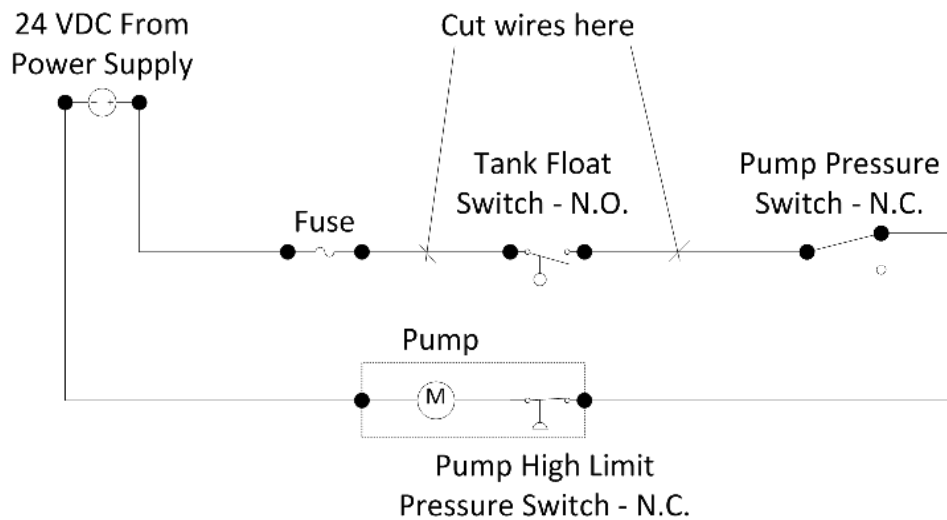 24 VDC From
Power Supply
Cut wires here
Tank Float
Switch - N.O.
Pump Pressure
Switch - N.C.
Fuse
Pump
M
Pump High Limit
Pressure Switch - N.C.